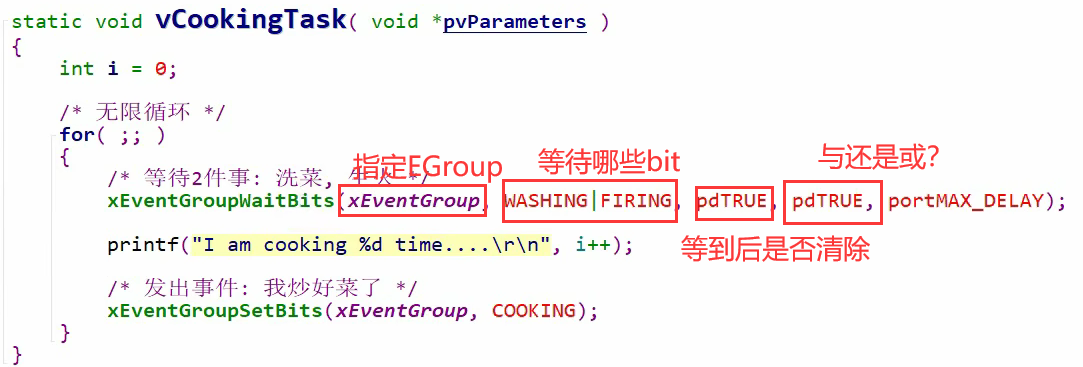 static void vCookingTask( void *pvParameters )
{
int i = 0;
/* 无限循环 */
for( ;; )
{
指定EGroup
等待哪些bit
与还是或？
/* 等待2件事: 洗菜, */
xEventGroupWaitBits(xEventGroup, WASHING|FIRING, pdTRUE, pdTRUE, portMAX_DELAY);
等到后是否清除
printf("I am cooking %d time....\r\n", i++);
/* 发出事件: 我炒好菜了 */
xEventGroupSetBits(xEventGroup, COOKING);
}
}